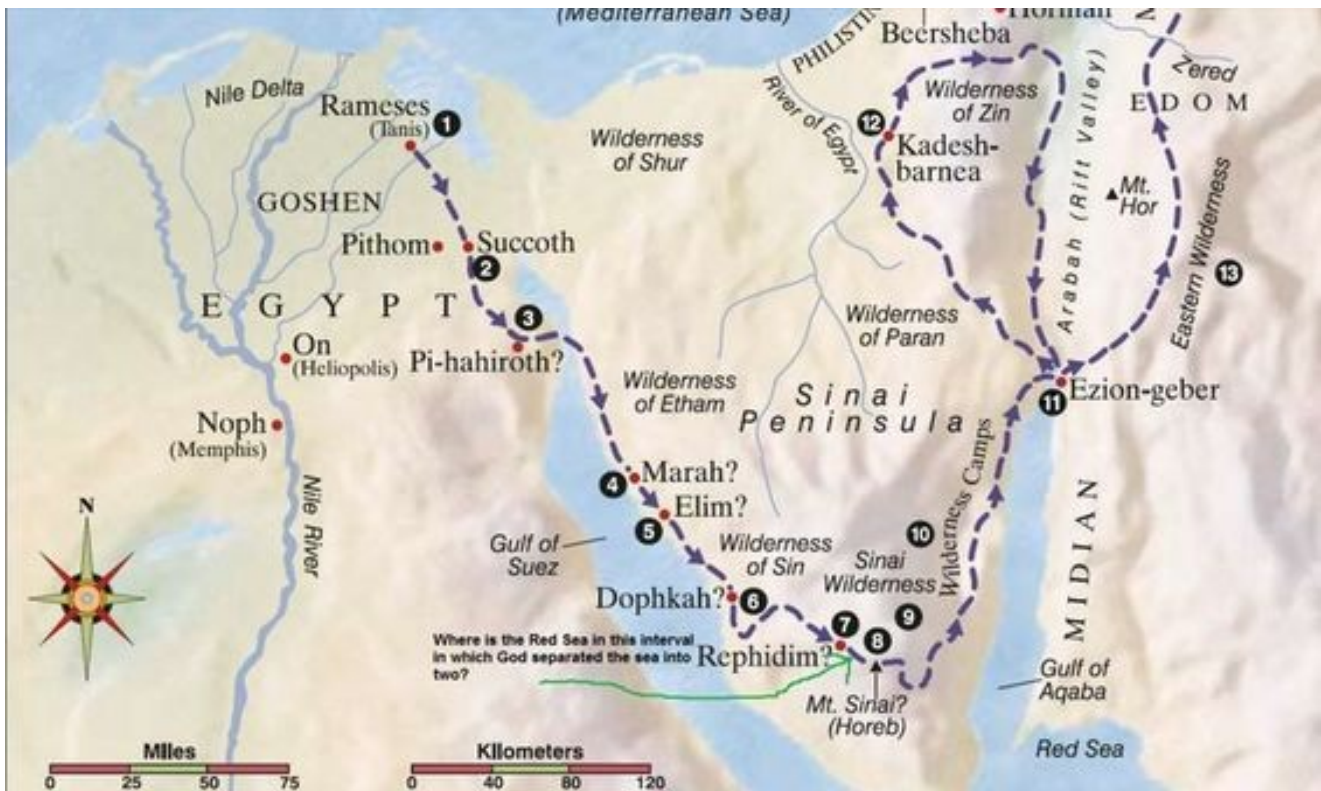 (Mediterranean Sea)
Hormah
Beersheba
PHILISTIN
Nile Delta
Rameses
(Tanis)
1
Wilderness
of Shur
River of Egypt
12
Kadesh-
barnea
Wilderness
of Zin
Arabah (Rift Valley)
Zered
EDOM
Mt.
Hor
Eastern Wilderness
13
GOSHEN
Pithom
Succoth
2
EGYPT
3
Pi-hahiroth?
On
(Heliopolis)
Noph
(Memphis)
Nile River
N
Wilderness
of Etham
Wilderness
of Paran
Sinai
Peninsula
Ezion-geber
11
Marah?
4
Elim?
5
Gulf of
Suez
Wilderness
of Sin
10
Sinai
Wilderness
Wilderness Camps
MIDIAN
Dophkah?
6
7
8
9
Where is the Red Sea in this interval
in which God separated the sea into
two?
Rephidim?
Mt. Sinai?
(Horeb)
Gulf of
Aqaba
Red Sea
Miles
0 25 50 75
Kilometers
0 40 80 120